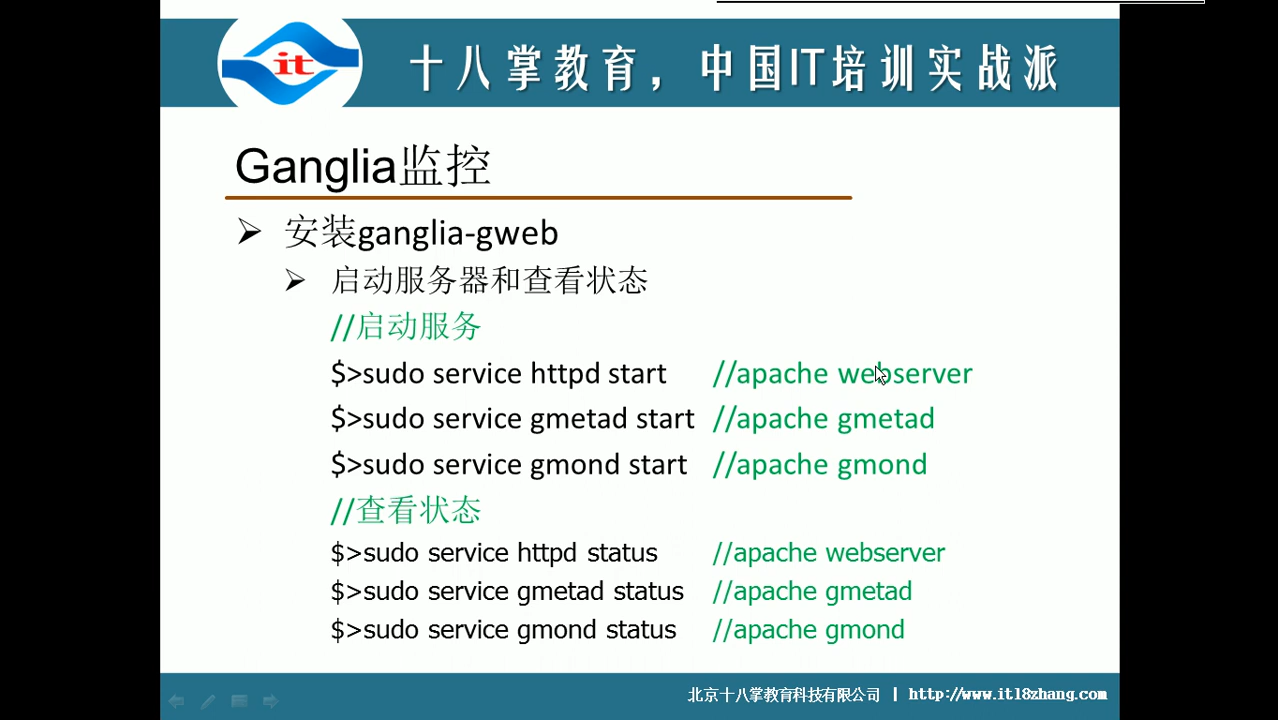 it
十八掌教育，中国IT培训实战派
Ganglia监控
安装ganglia-gweb
启动服务器和查看状态
//启动服务
$>sudo service httpd start //apache webserver
$>sudo service gmetad start //apache gmetad
$>sudo service gmond start //apache gmond
//查看状态
$>sudo service httpd status //apache webserver
$>sudo service gmetad status //apache gmetad
$>sudo service gmond status //apache gmond
北京十八掌教育科技有限公司 | http://www.it18zhang.com